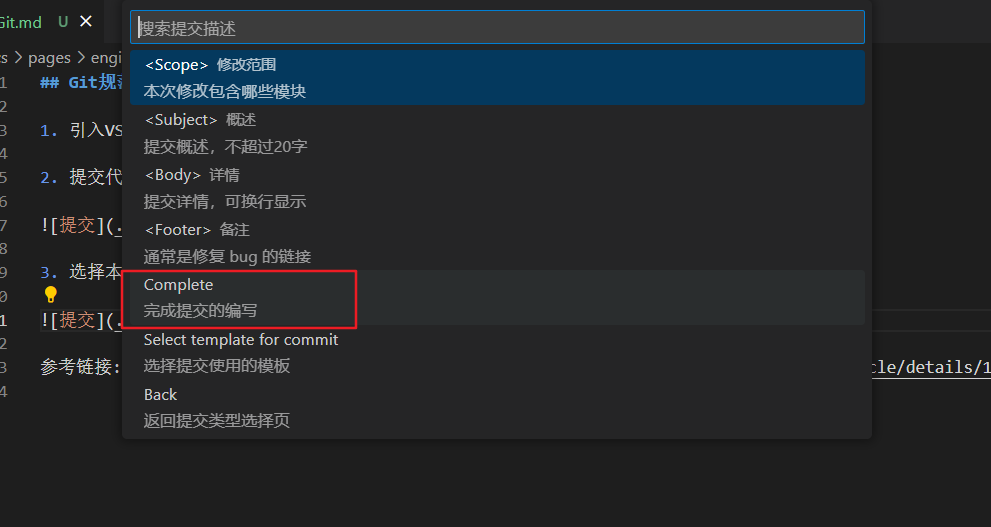 Git.md U
搜索提交描述
pages > engi
<Scope> 修改范围
1 ## Git规
本次修改包含哪些模块
2
<Subject> 概述
3 1. 引入VS
提交概述，不超过20字
4
<Body> 详情
5 2. 提交代
提交详情，可换行显示
6
<Footer> 备注
7 ![提交](.
通常是修复 bug 的链接
8
9 3. 选择本
Complete
0
完成提交的编写
1 ![提交](.
Select template for commit
2
选择提交使用的模板
3 参考链接:
cle/details/1
4
Back
返回提交类型选择页